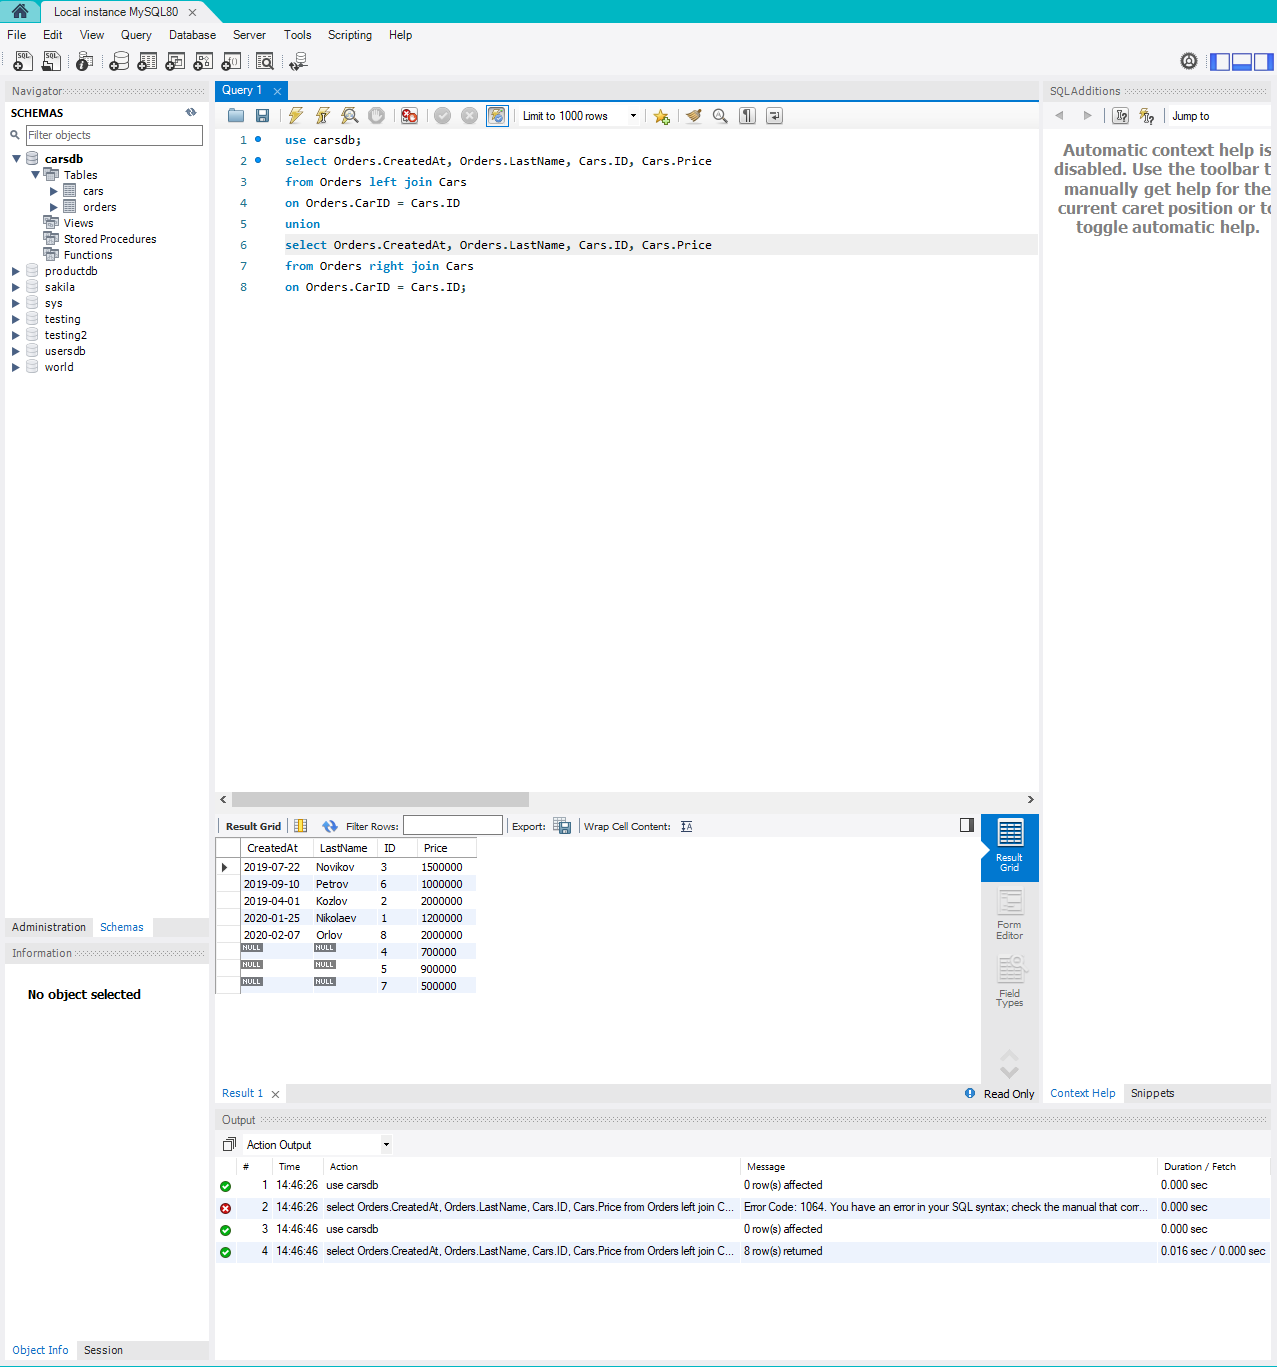 Local instance MySQL80
File Edit View Query Database Server Tools Scripting Help
Navigator
SCHEMAS
Filter objects
carsdb
Tables
cars
orders
Views
Stored Procedures
Functions
productdb
sakila
sys
testing
testing2
usersdb
world
Administration Schemas
Information
No object selected
Object Info Session
Query 1
Limit to 1000 rows
1 use carsdb;
2 select Orders.CreatedAt, Orders.LastName, Cars.ID, Cars.Price
3 from Orders left join Cars
4 on Orders.CarID = Cars.ID
5 union
6 select Orders.CreatedAt, Orders.LastName, Cars.ID, Cars.Price
7 from Orders right join Cars
8 on Orders.CarID = Cars.ID;
Result Grid Filter Rows: Export: Wrap Cell Content:
CreatedAt LastName ID Price
2019-07-22 Novikov 3 1500000
2019-09-10 Petrov 6 1000000
2019-04-01 Kozlov 2 2000000
2020-01-25 Nikolaev 1 1200000
2020-02-07 Orlov 8 2000000
NULL NULL 4 700000
NULL NULL 5 900000
NULL NULL 7 500000
Result
Grid
Form
Editor
Field
Types
Result 1
Read Only
SQLAdditions
Jump to
Automatic context help is
disabled. Use the toolbar t
manually get help for the
current caret position or to
toggle automatic help.
Context Help Snippets
Output
Action Output
# Time Action Message Duration / Fetch
1 14:46:26 use carsdb 0 row(s) affected 0.000 sec
2 14:46:26 select Orders.CreatedAt, Orders.LastName, Cars.ID, Cars.Price from Orders left join C... Error Code: 1064. You have an error in your SQL syntax; check the manual that corr... 0.000 sec
3 14:46:46 use carsdb 0 row(s) affected 0.000 sec
4 14:46:46 select Orders.CreatedAt, Orders.LastName, Cars.ID, Cars.Price from Orders left join C... 8 row(s) returned 0.016 sec / 0.000 sec